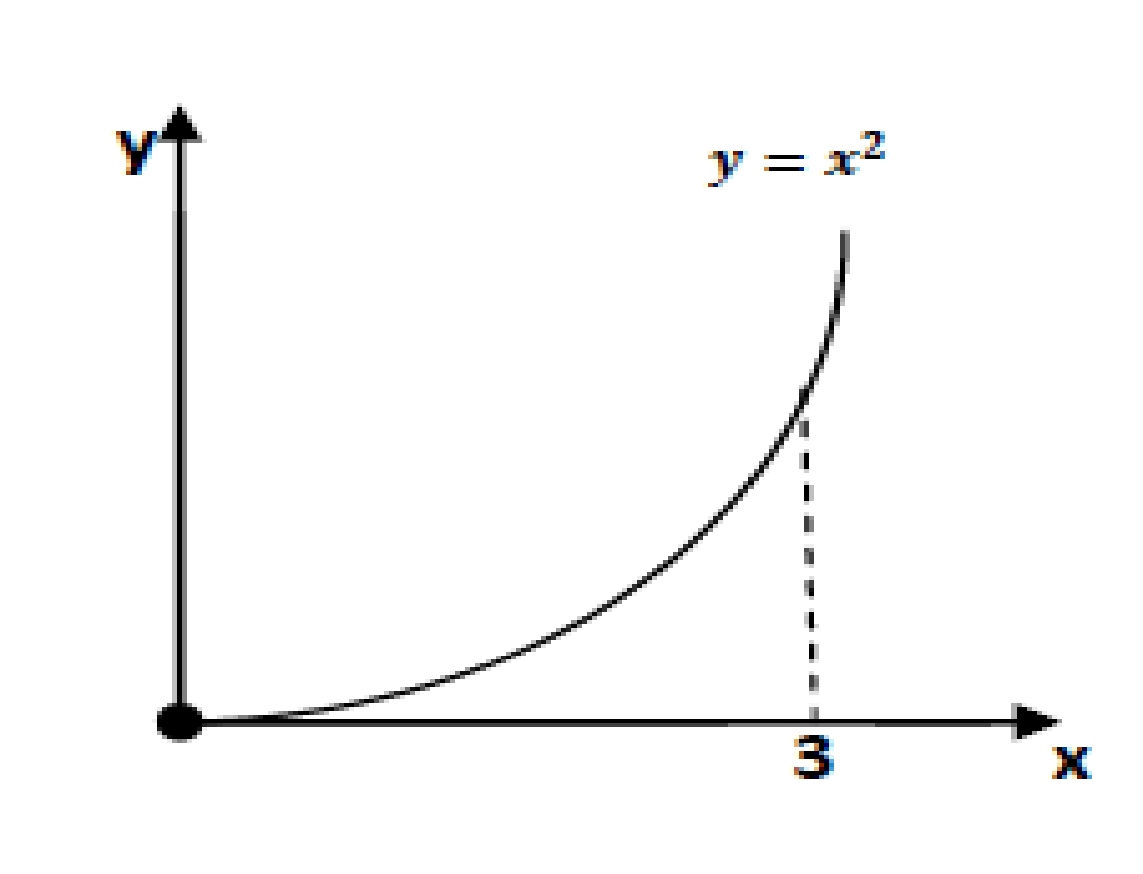 y
y = x²
3
x